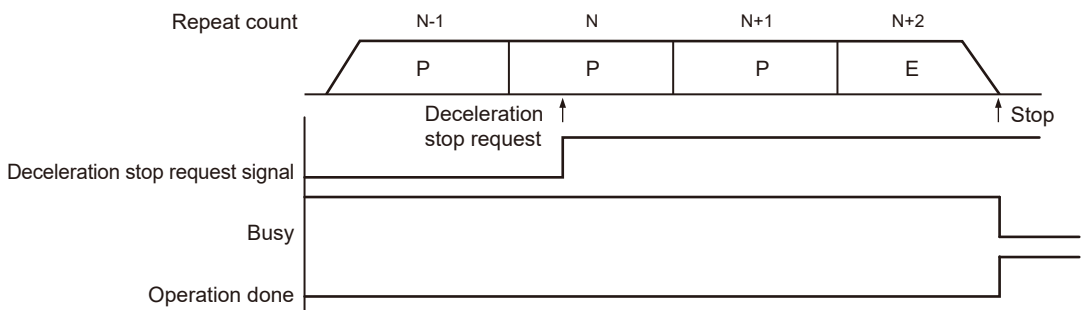 Repeat count N-1 N N+1 N+2
P P P E
Deceleration
stop request
Stop
Deceleration stop request signal
Busy
Operation done